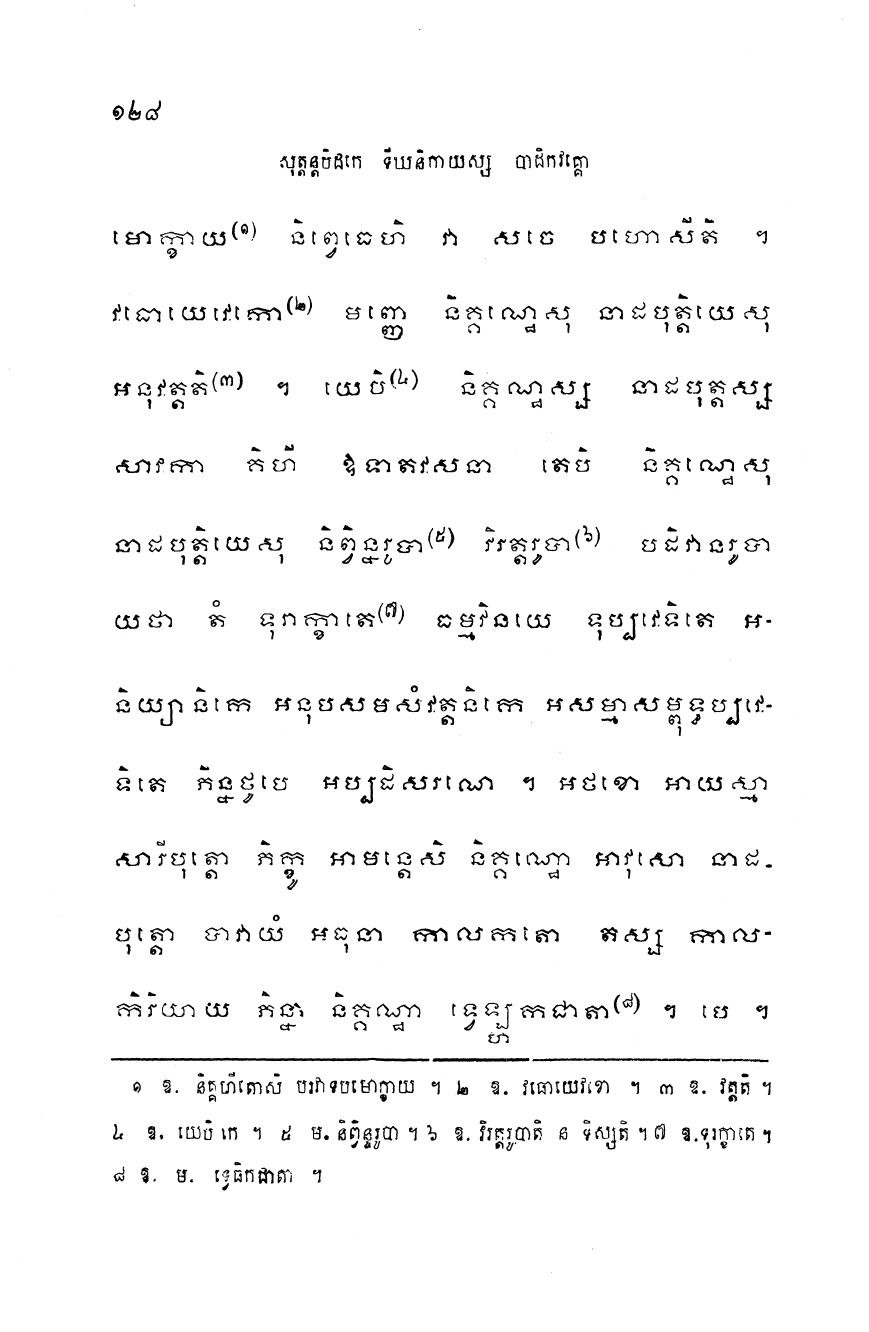 ១២៨
សុត្តន្តបិដកេ ទីឃនិកាយស្ស បាដិកវគ្គោ
មោក្ខាយ(១) និព្វេធេហិ វា សចេ បហោសីតិ ។
វធោយេវេកោ(២) មញ្ញេ និគ្គណ្ឋេសុ នាដបុត្តិយេសុ
អនុវត្តតិ(៣) ។ យេបិ(៤) និគ្គណ្ឋស្ស នាដបុត្តស្ស
សាវកា គិហី ឱទាតវសនា តេបិ និគ្គណ្ឋេសុ
នាដបុត្តិយេសុ និព្វិន្នរូបា(៥) វិរត្តរូបា(៦) បដិវានរូបា
យថា តំ ទុរាក្ខាតេ(៧) ធម្មវិនយេ ទុប្បវេទិតេ អ-
និយ្យានិកេ អនុបសមសំវត្តនិកេ អសម្មាសម្ពុទ្ធប្បវេ-
ទិតេ ភិន្នថូបេ អប្បដិសរណេ ។ អថខោ អាយស្មា
សារីបុត្តោ ភិក្ខូ អាមន្តេសិ និគ្គណ្ឋោ អាវុសោ នាដ-
បុត្តោ បាវាយំ អធុនា កាលកតោ តស្ស កាល-
កិរិយាយ ភិន្នា និគ្គណ្ឋា ទ្វេឡ្ហកជាតា(៨) ។ បេ ។
១ ឱ. និគ្គហីតោសិ បរវាទបមោក្ខាយ ។ ២ ឱ. វធោយេវខោ ។ ៣ ឱ. វត្តតិ ។
៤ ឱ. យេបិ កេ ។ ៥ ម. និព្វិន្ទរូបា ។ ៦ ឱ. វិរត្តរូបាតិ ន ទិស្សតិ ។ ៧ ឱ. ទុរក្ខាតេ ។
៨ ឱ. ម. ទ្វេធិកជាតា ។